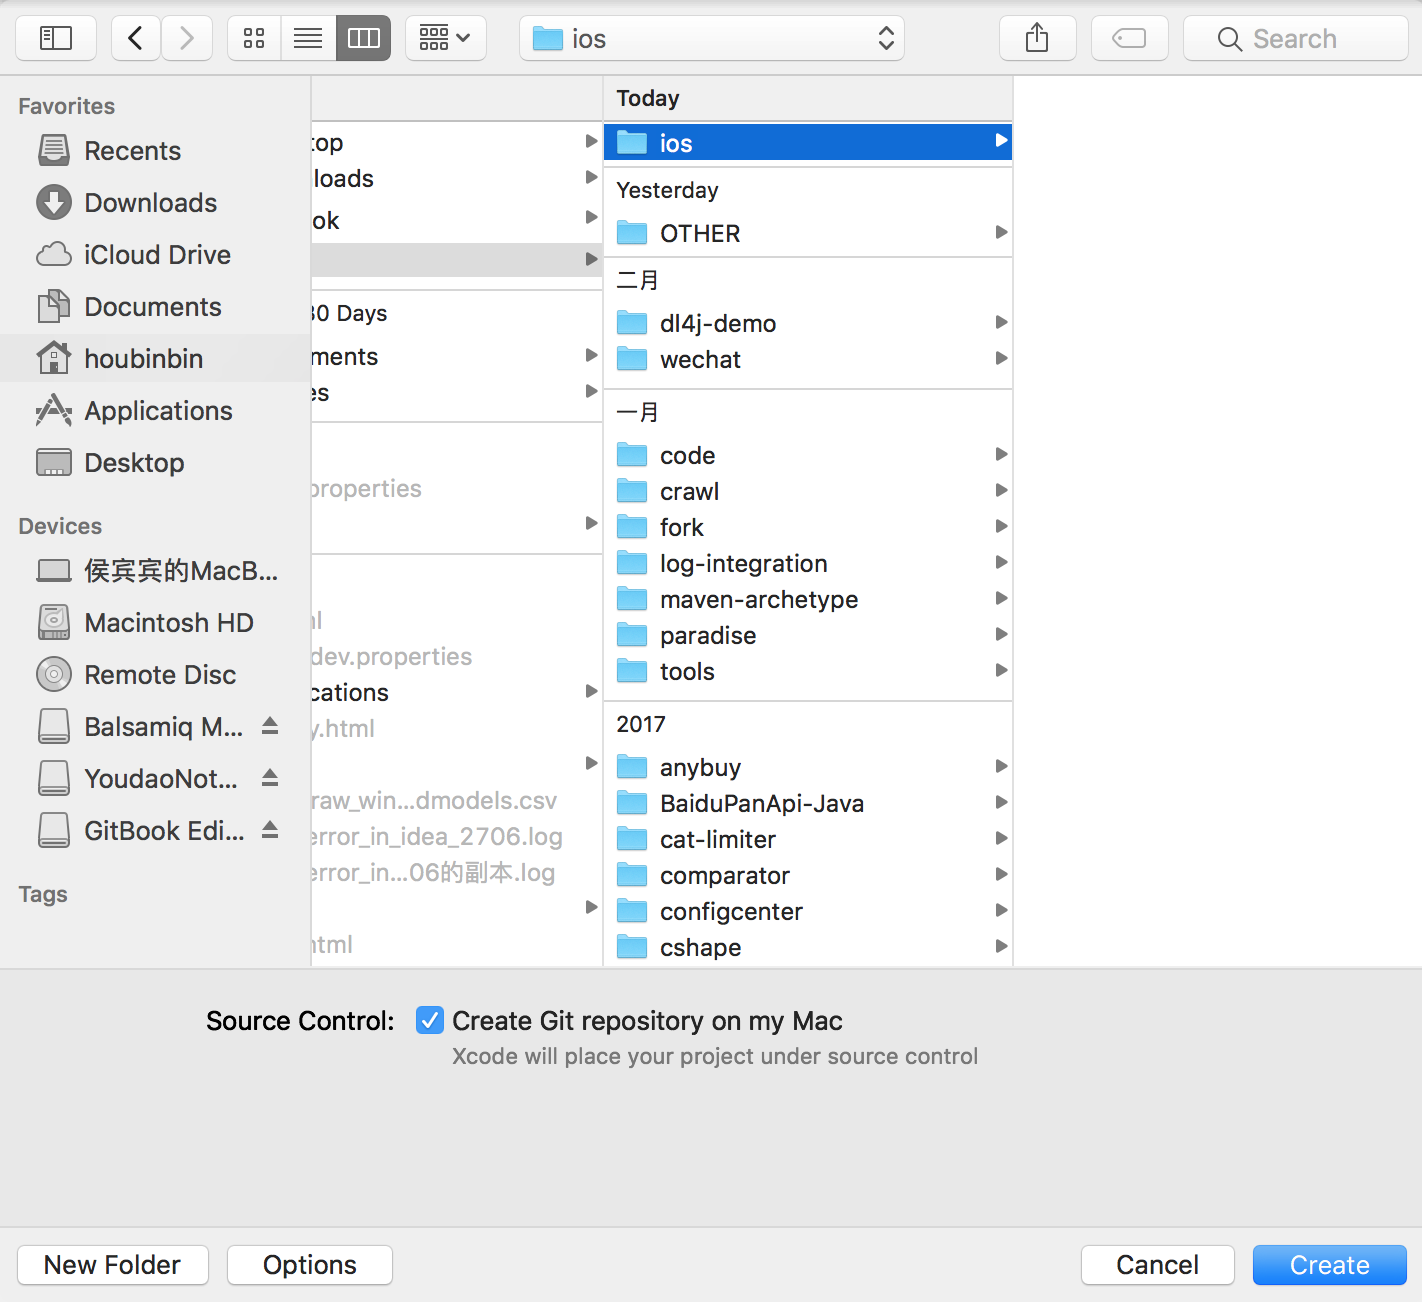 ios
Search
Favorites
Recents
Downloads
iCloud Drive
Documents
houbinbin
Applications
Desktop
Devices
侯宾宾的MacB...
Macintosh HD
Remote Disc
Balsamiq M...
YoudaoNot...
GitBook Edi...
Tags
top
loads
ok
30 Days
ments
es
properties
dev.properties
cations
y.html
raw_win...dmodels.csv
error_in_idea_2706.log
error_in...06的副本.log
html
Today
ios
Yesterday
OTHER
二月
dl4j-demo
wechat
一月
code
crawl
fork
log-integration
maven-archetype
paradise
tools
2017
anybuy
BaiduPanApi-Java
cat-limiter
comparator
configcenter
cshape
Source Control:
Create Git repository on my Mac
Xcode will place your project under source control
New Folder
Options
Cancel
Create